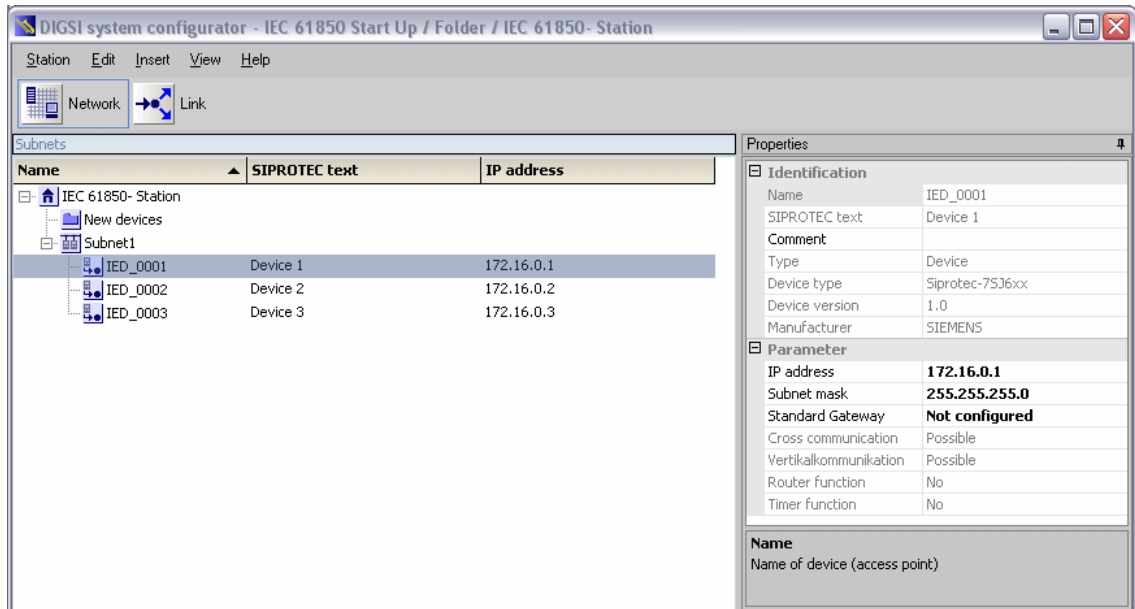 DIGSI system configurator - IEC 61850 Start Up / Folder / IEC 61850- Station
Station Edit Insert View Help
Network Link
Subnets
Name SIPROTEC text IP address
IEC 61850- Station
New devices
Subnet1
IED_0001 Device 1 172.16.0.1
IED_0002 Device 2 172.16.0.2
IED_0003 Device 3 172.16.0.3
Properties
Identification
Name IED_0001
SIPROTEC text Device 1
Comment
Type Device
Device type Siprotec-7SJ6xx
Device version 1.0
Manufacturer SIEMENS
Parameter
IP address 172.16.0.1
Subnet mask 255.255.255.0
Standard Gateway Not configured
Cross communication Possible
Vertikalkommunikation Possible
Router function No
Timer function No
Name
Name of device (access point)